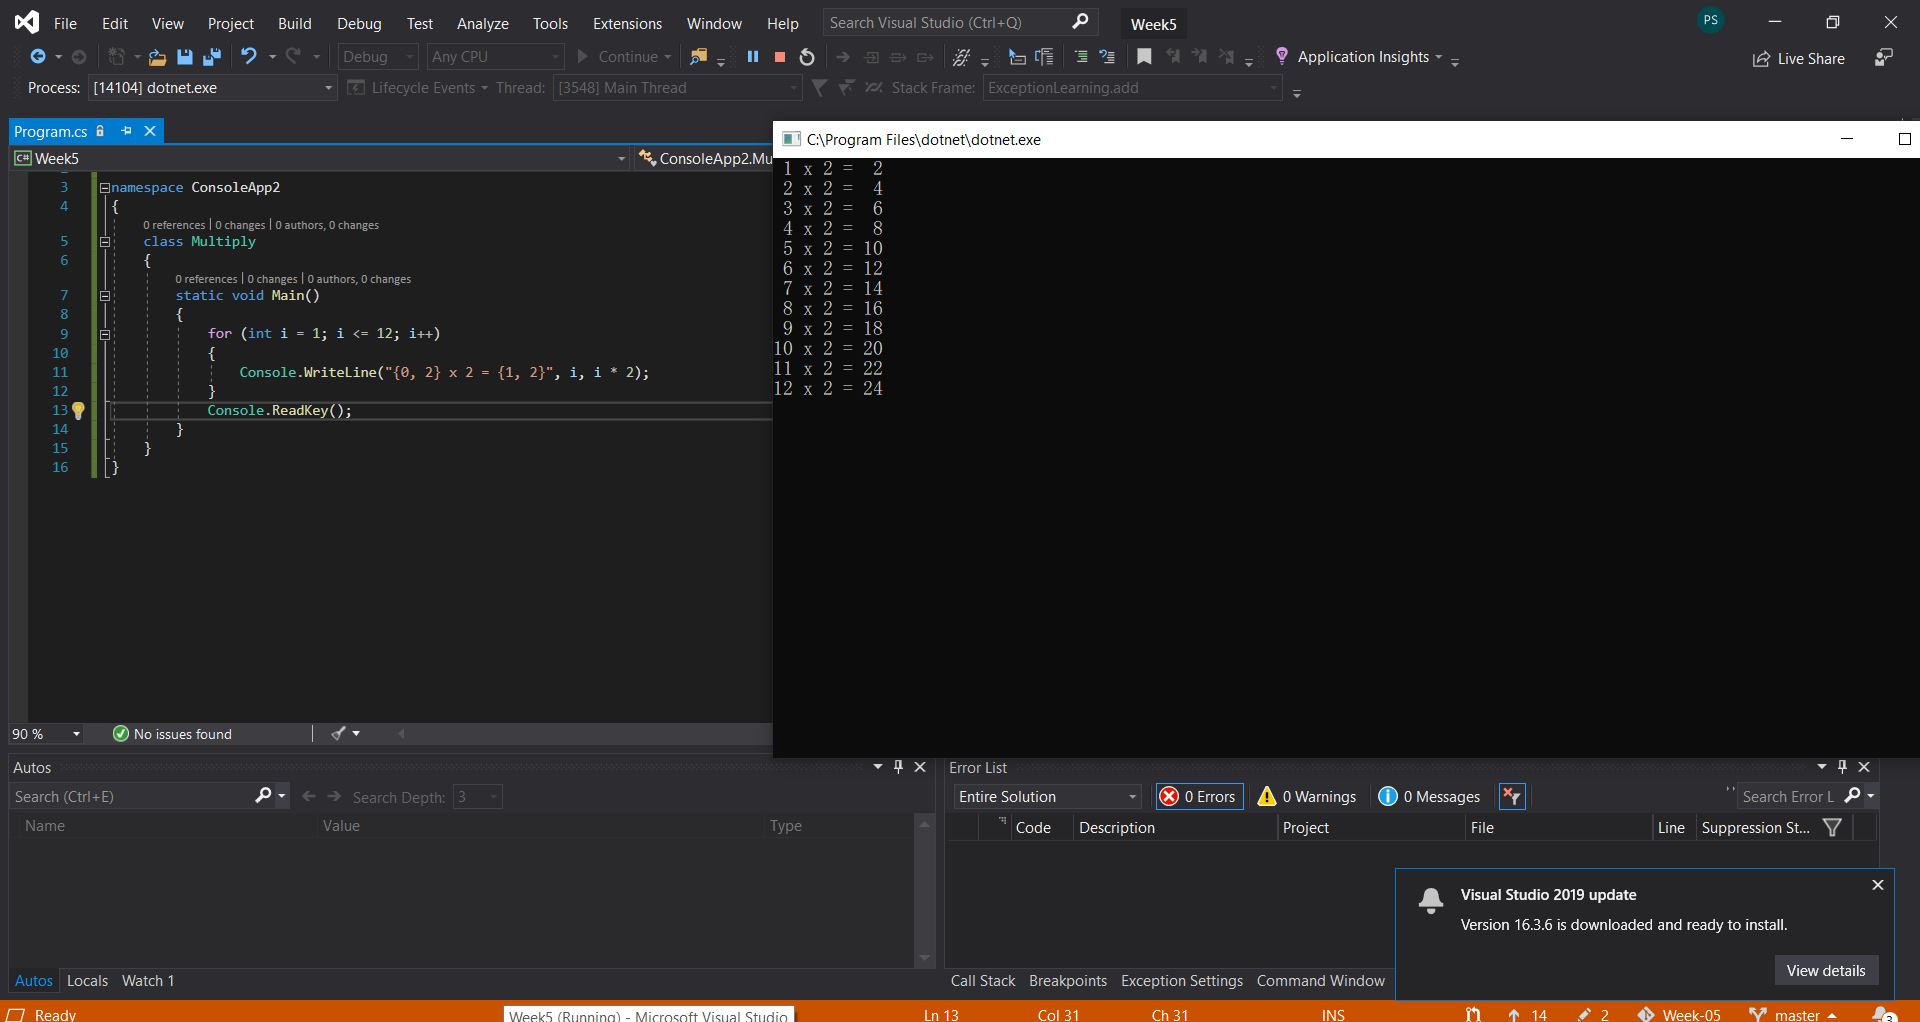 File Edit View Project Build Debug Test Analyze Tools Extensions Window Help Search Visual Studio (Ctrl+Q) Week5 PS
Debug Any CPU Continue Application Insights Live Share
Process: [14104] dotnet.exe Lifecycle Events Thread: [3548] Main Thread Stack Frame: ExceptionLearning.add
Program.cs
Week5 ConsoleApp2.Mu
3 namespace ConsoleApp2
4 {
0 references | 0 changes | 0 authors, 0 changes
5 class Multiply
6 {
0 references | 0 changes | 0 authors, 0 changes
7 static void Main()
8 {
9 for (int i = 1; i <= 12; i++)
10 {
11 Console.WriteLine("{0, 2} x 2 = {1, 2}", i, i * 2);
12 }
13 Console.ReadKey();
14 }
15 }
16 }
90 % No issues found
C:\Program Files\dotnet\dotnet.exe
1 x 2 =  2
2 x 2 =  4
3 x 2 =  6
4 x 2 =  8
5 x 2 = 10
6 x 2 = 12
7 x 2 = 14
8 x 2 = 16
9 x 2 = 18
10 x 2 = 20
11 x 2 = 22
12 x 2 = 24
Autos
Search (Ctrl+E) Search Depth: 3
Name Value Type
Autos Locals Watch 1
Error List
Entire Solution 0 Errors 0 Warnings 0 Messages Search Error L
Code Description Project File Line Suppression St...
Visual Studio 2019 update
Version 16.3.6 is downloaded and ready to install.
View details
Call Stack Breakpoints Exception Settings Command Window
Ready Week5 (Running) - Microsoft Visual Studio Ln 13 Col 31 Ch 31 INS 14 2 Week-05 master 3